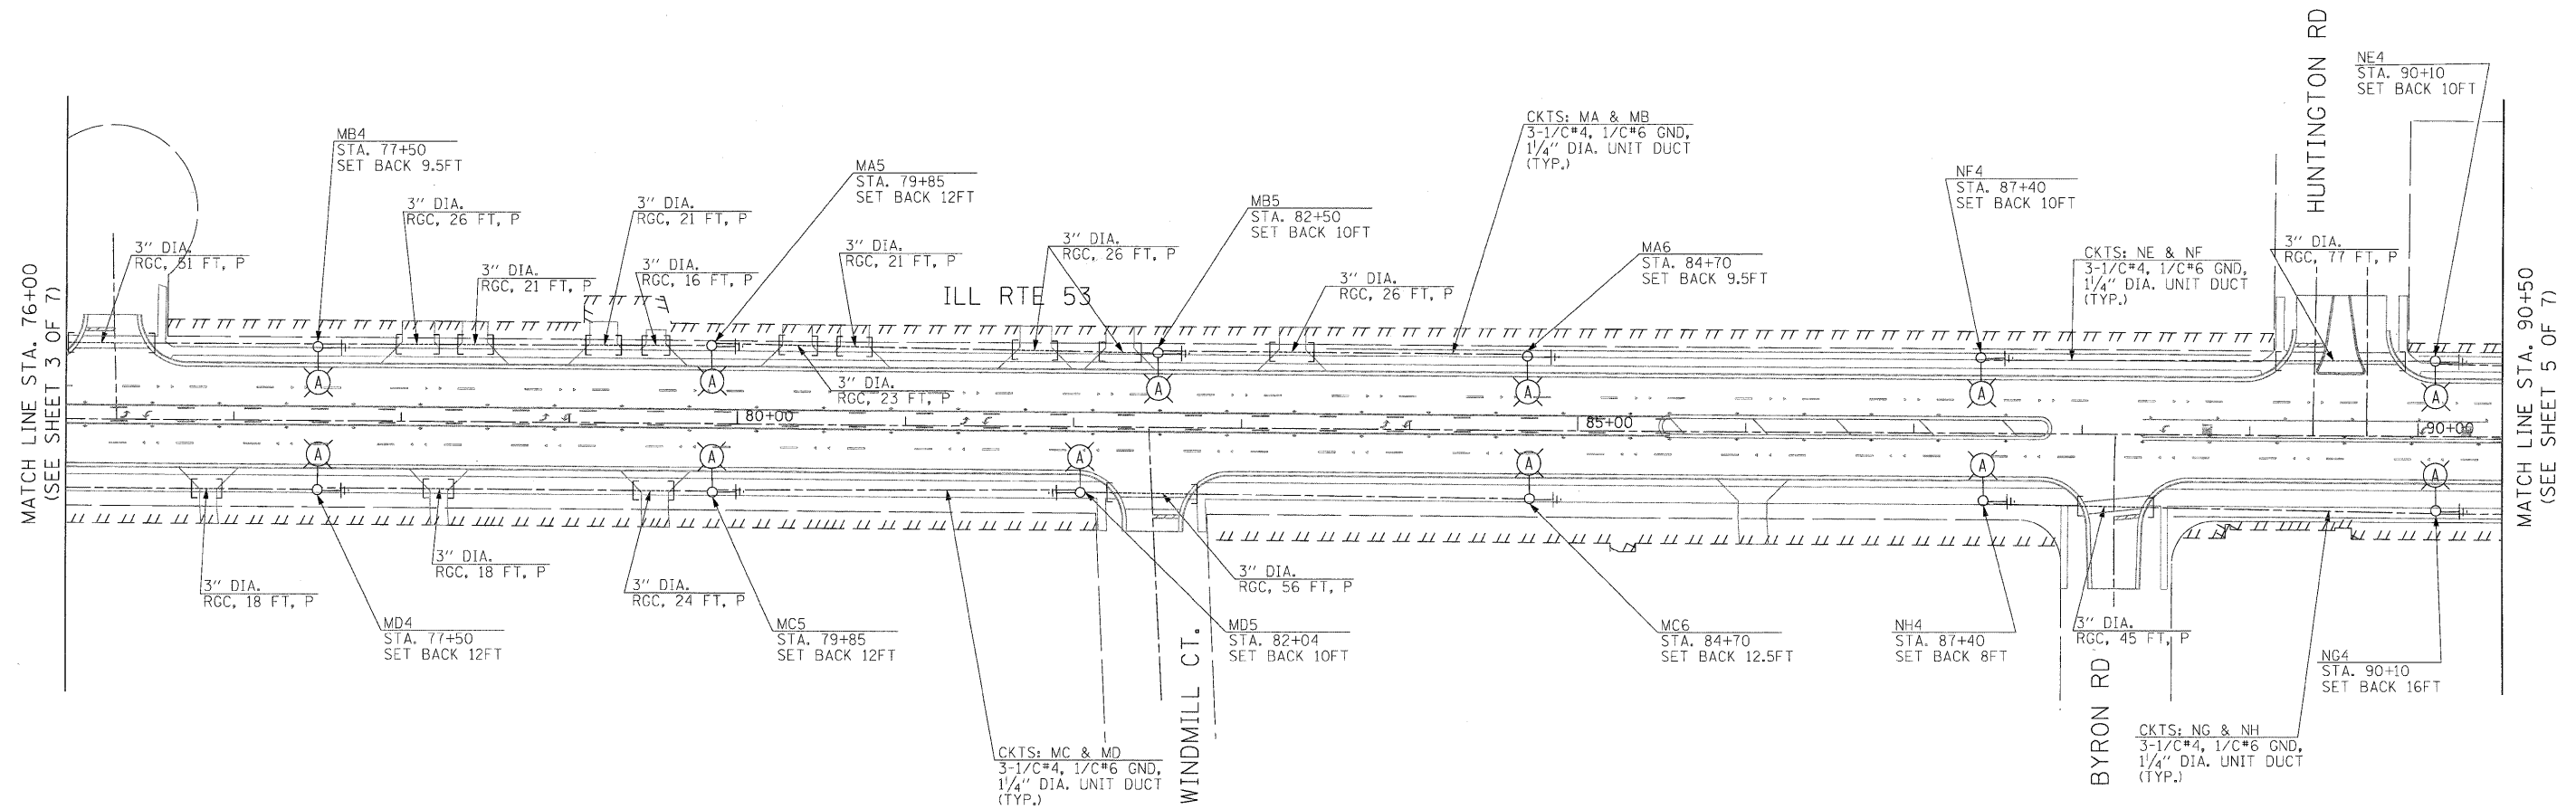 MATCH LINE STA. 76+00
(SEE SHEET 3 OF 7)
3" DIA.
RGC, 51 FT, P
MB4
STA. 77+50
SET BACK 9.5FT
3" DIA.
RGC, 26 FT, P
3" DIA.
RGC, 21 FT, P
3" DIA.
RGC, 21 FT, P
3" DIA.
RGC, 16 FT, P
MA5
STA. 79+85
SET BACK 12FT
3" DIA.
RGC, 21 FT, P
3" DIA.
RGC, 23 FT, P
ILL RTE 53
3" DIA.
RGC, 26 FT, P
MB5
STA. 82+50
SET BACK 10FT
3" DIA.
RGC, 26 FT, P
CKTS: MA & MB
3-1/C#4, 1/C#6 GND,
1 1/4" DIA. UNIT DUCT
(TYP.)
MA6
STA. 84+70
SET BACK 9.5FT
NF4
STA. 87+40
SET BACK 10FT
CKTS: NE & NF
3-1/C#4, 1/C#6 GND,
1 1/4" DIA. UNIT DUCT
(TYP.)
HUNTINGTON RD
3" DIA.
RGC, 77 FT, P
NE4
STA. 90+10
SET BACK 10FT
A
A
A
A
A
A
80+00
85+00
90+00
A
A
A
A
A
A
3" DIA.
RGC, 18 FT, P
MD4
STA. 77+50
SET BACK 12FT
3" DIA.
RGC, 18 FT, P
3" DIA.
RGC, 24 FT, P
MC5
STA. 79+85
SET BACK 12FT
CKTS: MC & MD
3-1/C#4, 1/C#6 GND,
1 1/4" DIA. UNIT DUCT
(TYP.)
WINDMILL CT.
3" DIA.
RGC, 56 FT, P
MD5
STA. 82+04
SET BACK 10FT
MC6
STA. 84+70
SET BACK 12.5FT
NH4
STA. 87+40
SET BACK 8FT
3" DIA.
RGC, 45 FT, P
BYRON RD
CKTS: NG & NH
3-1/C#4, 1/C#6 GND,
1 1/4" DIA. UNIT DUCT
(TYP.)
NG4
STA. 90+10
SET BACK 16FT
MATCH LINE STA. 90+50
(SEE SHEET 5 OF 7)